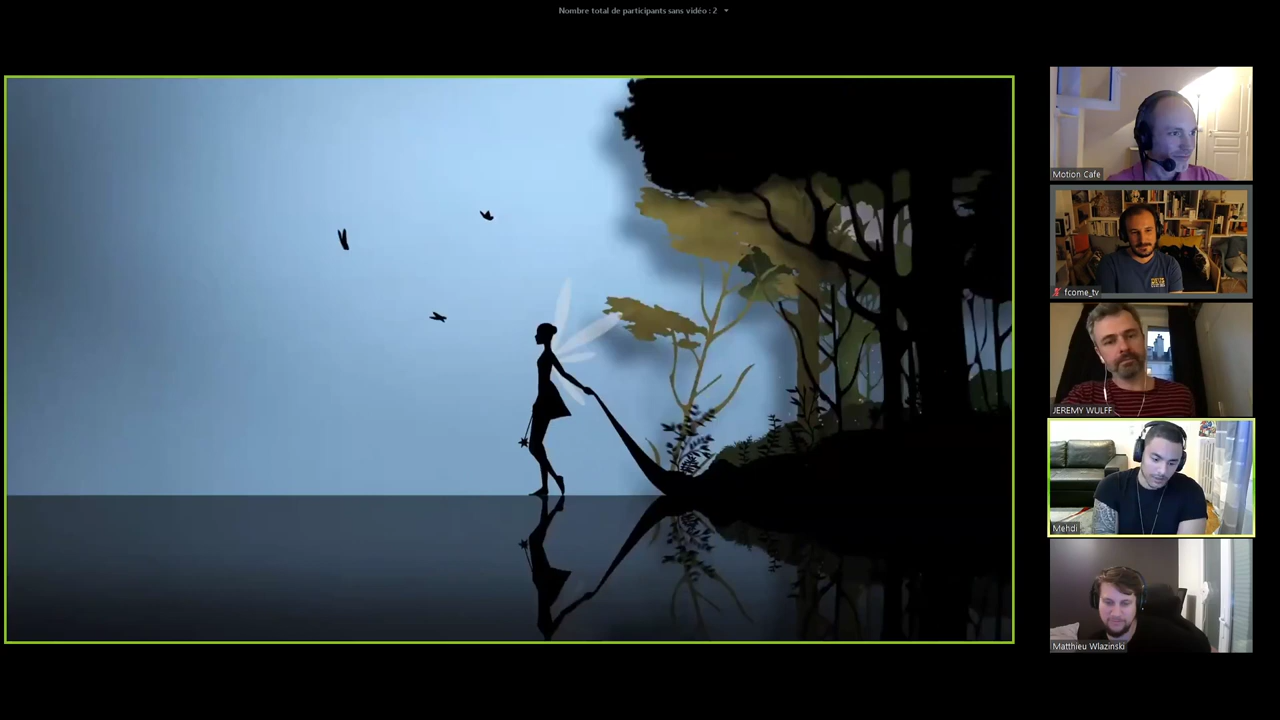 Nombre total de participants sans vidéo : 2
Motion Cafe
fcome_tv
JEREMY WULFF
Mehdi
Matthieu Wlazinski